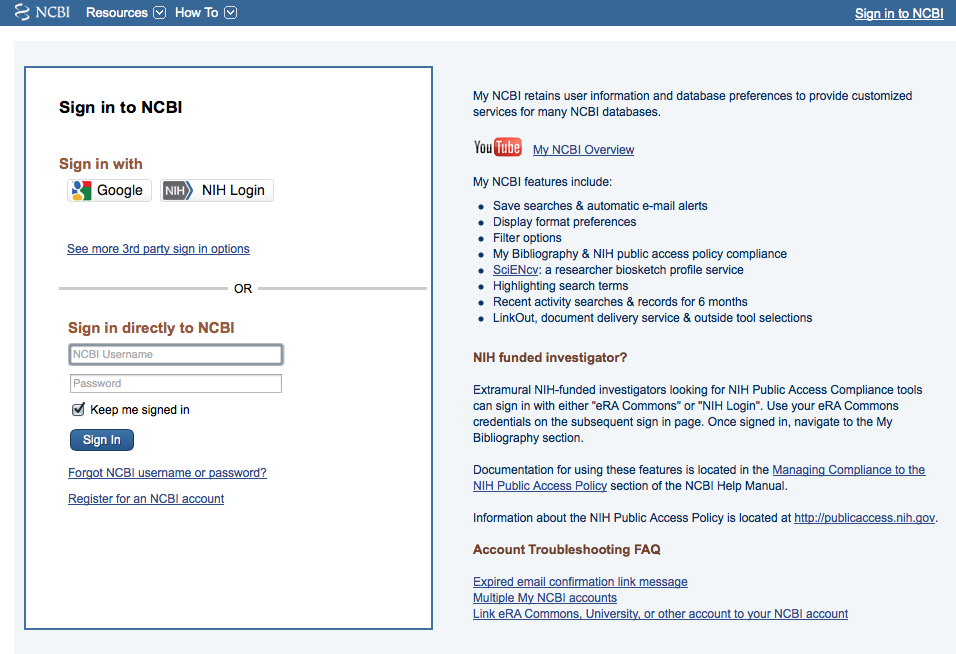 NCBI Resources How To Sign in to NCBI
Sign in to NCBI
Sign in with
Google NIH NIH Login
See more 3rd party sign in options
OR
Sign in directly to NCBI
NCBI Username
Password
Keep me signed in
Sign In
Forgot NCBI username or password?
Register for an NCBI account
My NCBI retains user information and database preferences to provide customized
services for many NCBI databases.
YouTube My NCBI Overview
My NCBI features include:
Save searches & automatic e-mail alerts
Display format preferences
Filter options
My Bibliography & NIH public access policy compliance
SciENcv: a researcher biosketch profile service
Highlighting search terms
Recent activity searches & records for 6 months
LinkOut, document delivery service & outside tool selections
NIH funded investigator?
Extramural NIH-funded investigators looking for NIH Public Access Compliance tools
can sign in with either "eRA Commons" or "NIH Login". Use your eRA Commons
credentials on the subsequent sign in page. Once signed in, navigate to the My
Bibliography section.
Documentation for using these features is located in the Managing Compliance to the
NIH Public Access Policy section of the NCBI Help Manual.
Information about the NIH Public Access Policy is located at http://publicaccess.nih.gov.
Account Troubleshooting FAQ
Expired email confirmation link message
Multiple My NCBI accounts
Link eRA Commons, University, or other account to your NCBI account